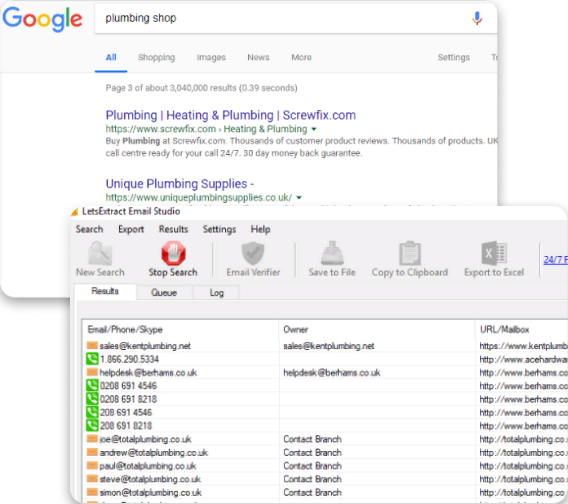 Google plumbing shop
All Shopping Images News More Settings
Page 3 of about 3,040,000 results (0.39 seconds)
Plumbing | Heating & Plumbing | Screwfix.com
https://www.screwfix.com › Heating & Plumbing
Buy Plumbing at Screwfix.com. Thousands of customer product reviews. Thousands of products. UK
call centre ready for your call 24/7. 30 day money back guarantee.
Unique Plumbing Supplies -
https://www.uniqueplumbingsupplies.co.uk/
LetsExtract Email Studio
Search Export Results Settings Help
New Search Stop Search Email Verifier Save to File Copy to Clipboard Export to Excel 24/7
Results Queue Log
Email/Phone/Skype Owner URL/Mailbox
sales@kentplumbing.net sales@kentplumbing.net https://www.kentplumb
1.866.290.5334 http://www.acehardwa
helpdesk@berhams.co.uk helpdesk@berhams.co.uk http://www.berhams.co
0208 691 4546 http://www.berhams.co
0208 691 8218 http://www.berhams.co
208 691 4546 http://www.berhams.co
208 691 8218 http://www.berhams.co
joe@totalplumbing.co.uk Contact Branch http://totalplumbing.co
andrew@totalplumbing.co.uk Contact Branch http://totalplumbing.co
paul@totalplumbing.co.uk Contact Branch http://totalplumbing.co
steve@totalplumbing.co.uk Contact Branch http://totalplumbing.co
simon@totalplumbing.co.uk Contact Branch http://totalplumbing.co